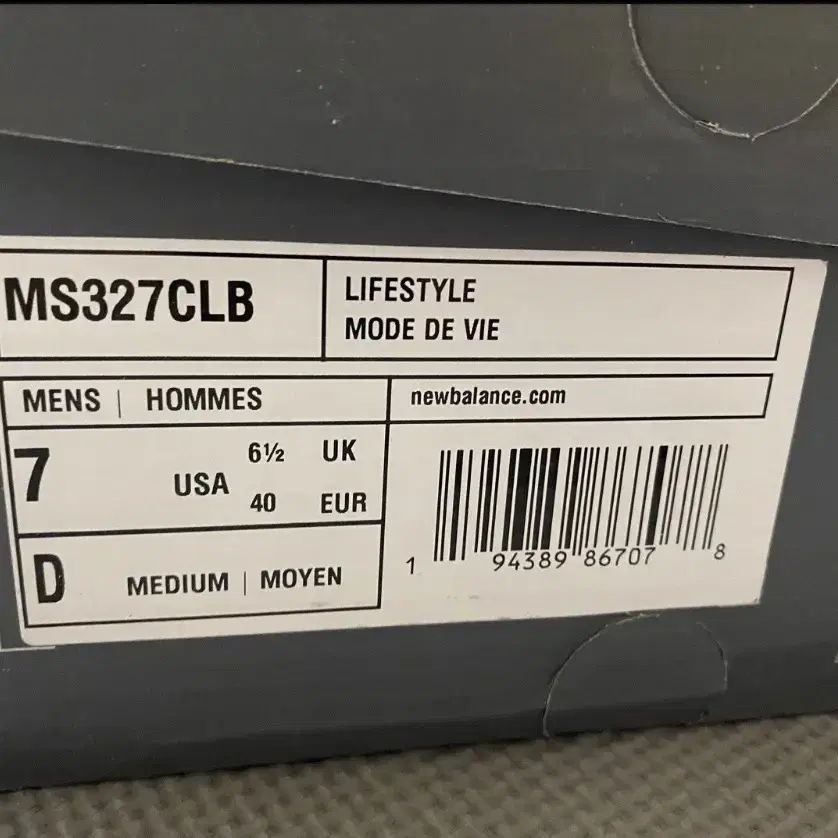 MS327CLB
LIFESTYLE
MODE DE VIE
MENS | HOMMES
newbalance.com
7 USA 6½ UK
40 EUR
D MEDIUM | MOYEN
1 94389 86707 8